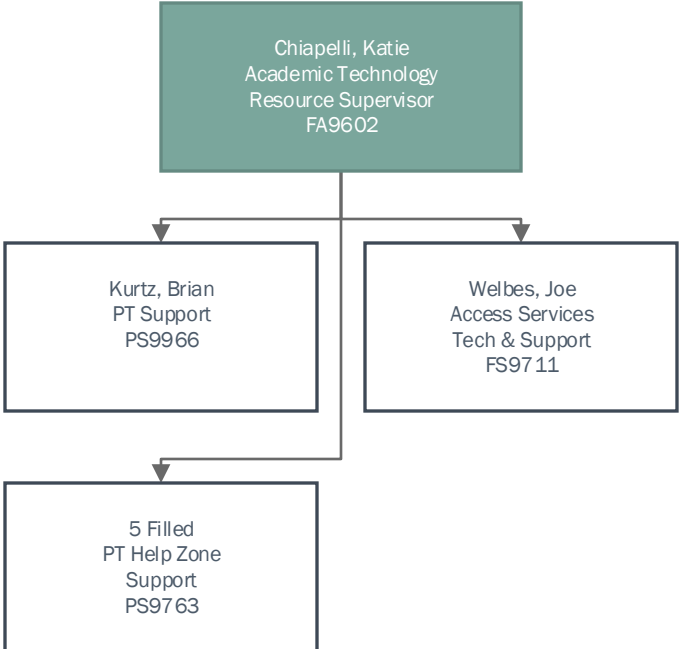 Chiapelli, Katie
Academic Technology
Resource Supervisor
FA9602
Kurtz, Brian
PT Support
PS9966
Welbes, Joe
Access Services
Tech & Support
FS9711
5 Filled
PT Help Zone
Support
PS9763